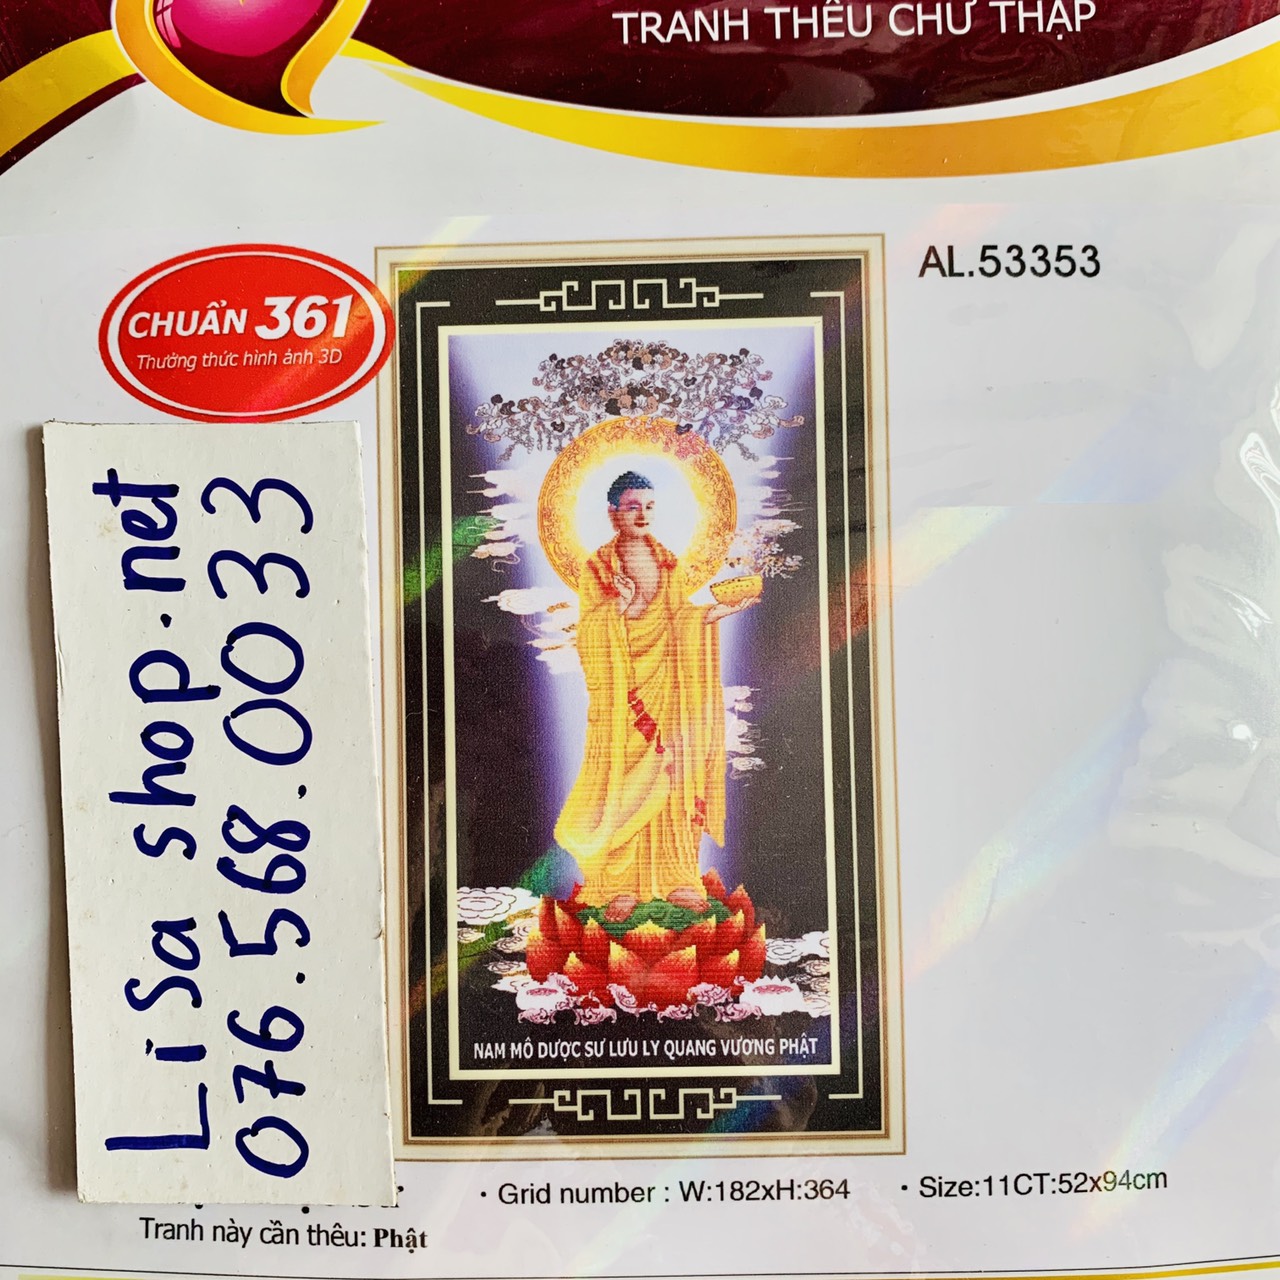 TRANH THÊU CHỮ THẬP
AL.53353
CHUẨN 361
Thưởng thức hình ảnh 3D
Lisa shop.net
076.568.0033
NAM MÔ DƯỢC SƯ LƯU LY QUANG VƯƠNG PHẬT
· Grid number : W:182xH:364
· Size:11CT:52x94cm
Tranh này cần thêu: Phật